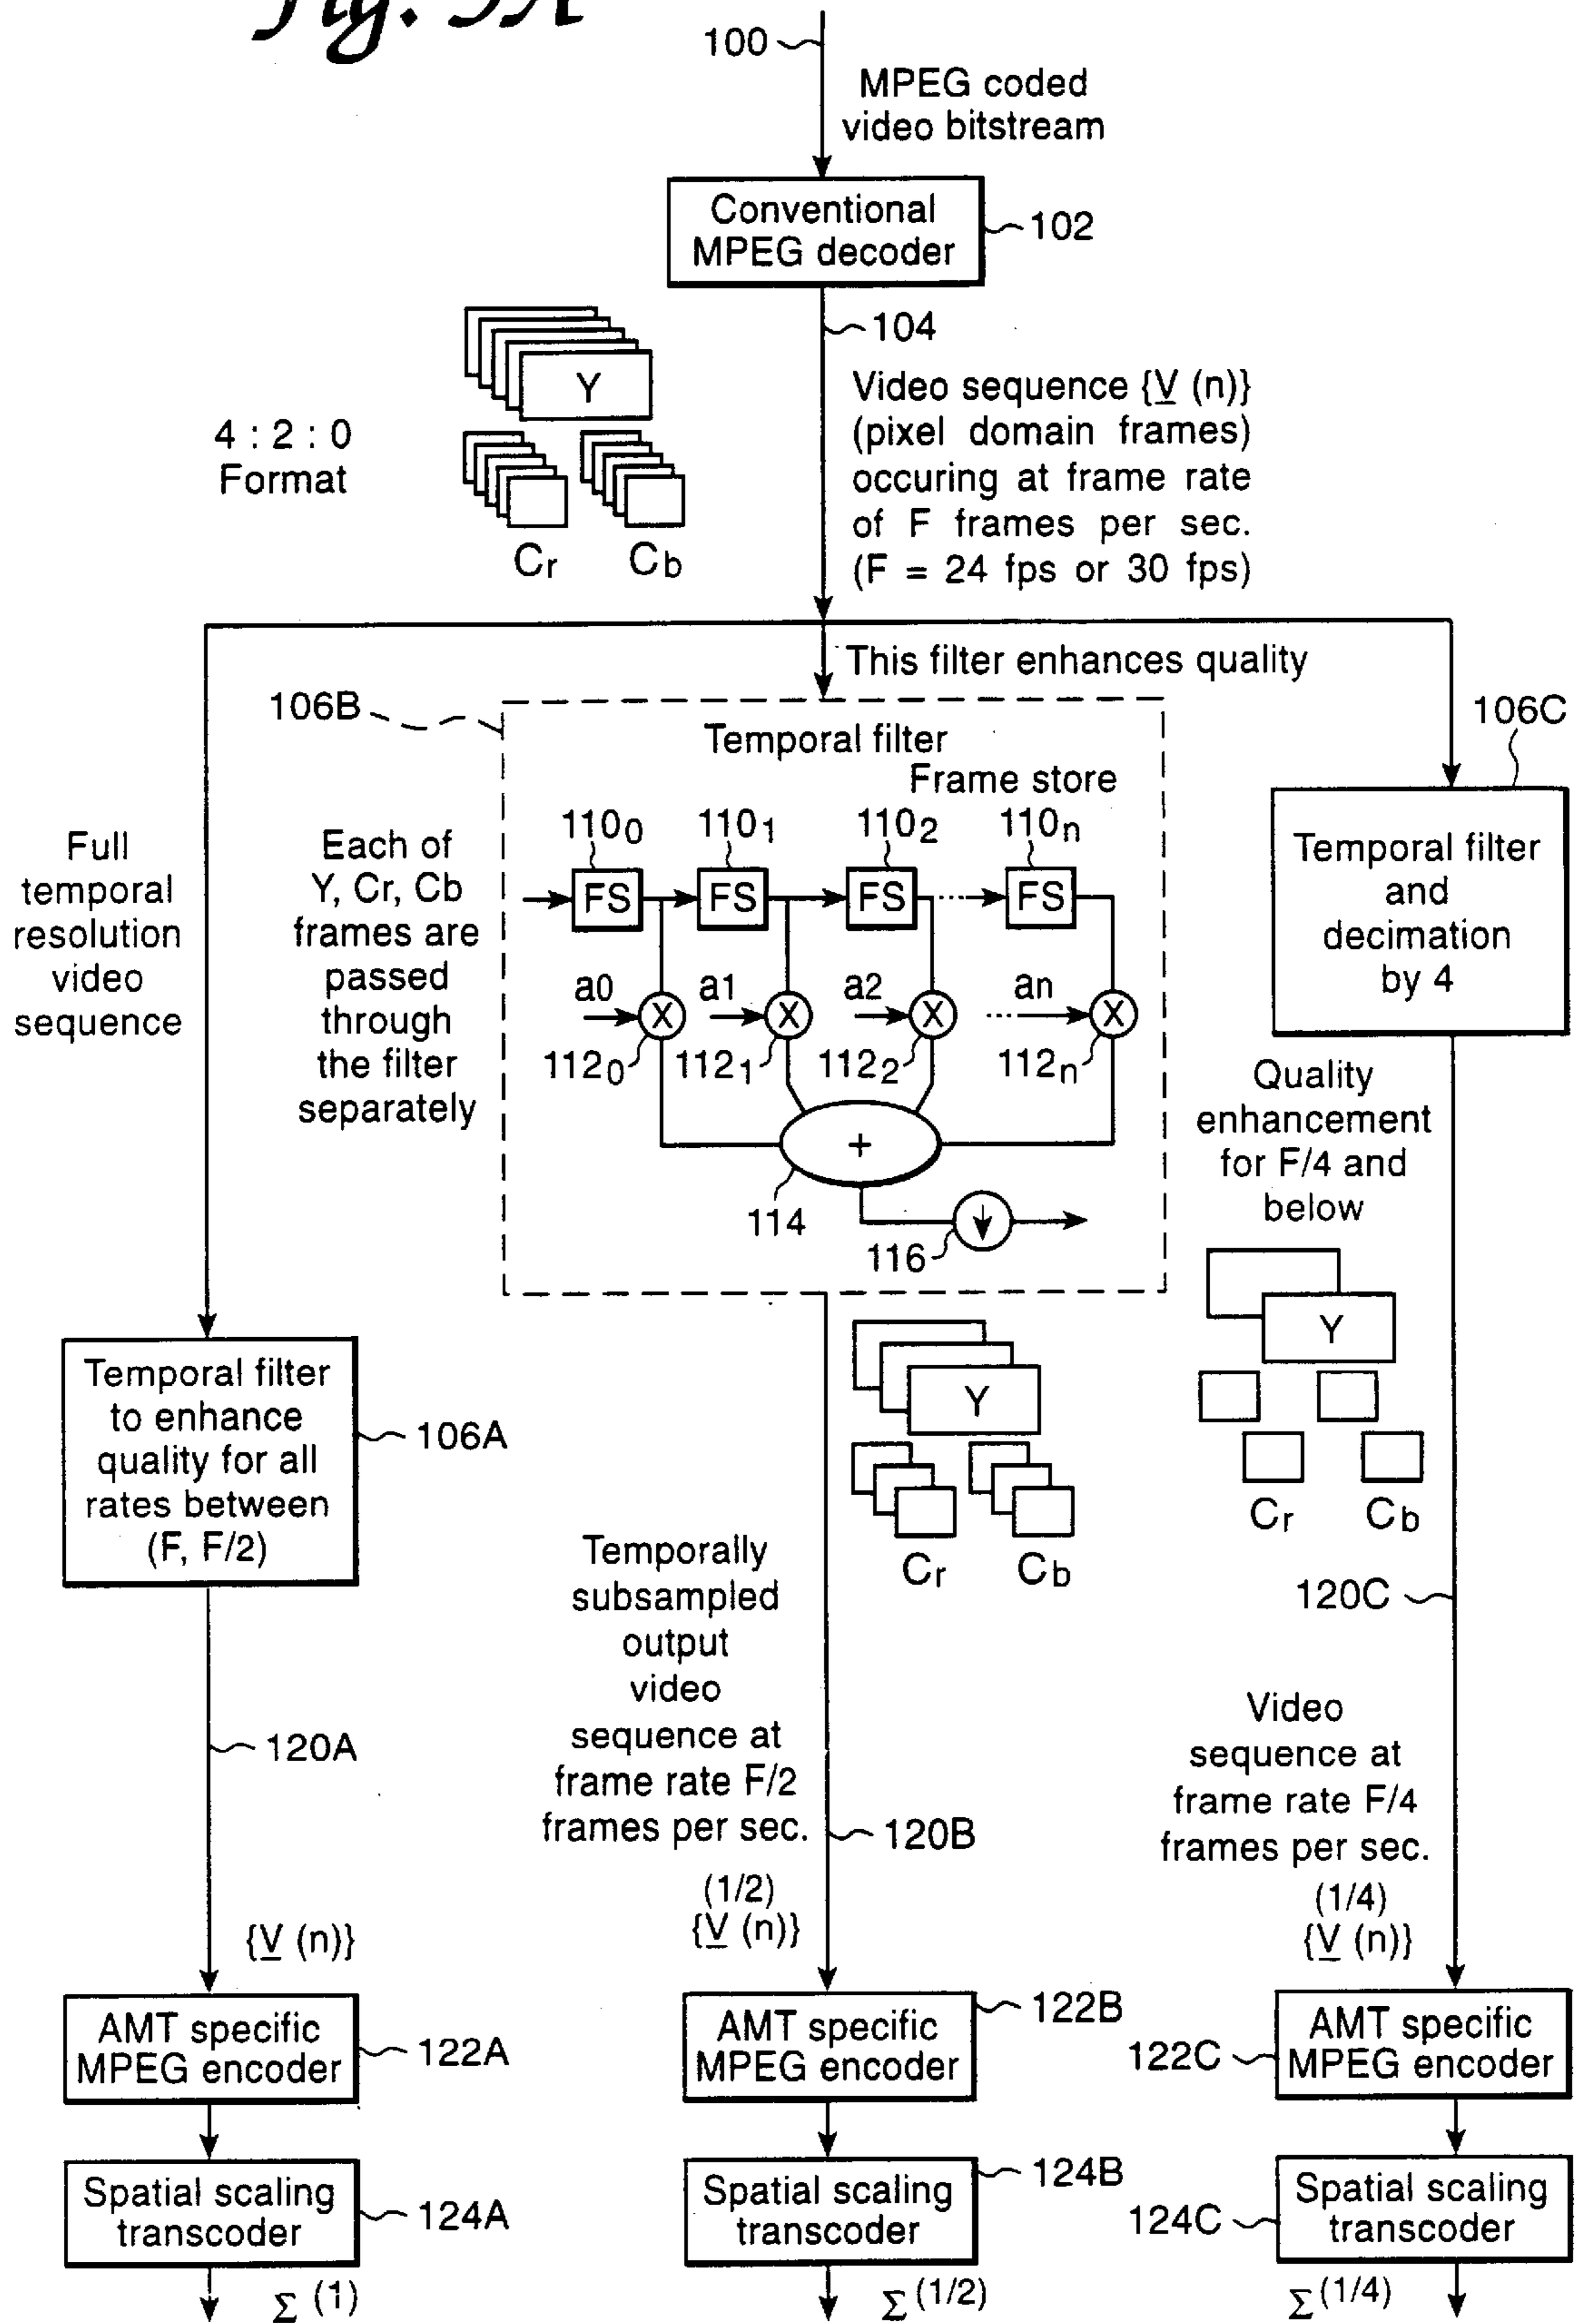 Fig. 3A
100
MPEG coded
video bitstream
Conventional
MPEG decoder
102
104
Y
4 : 2 : 0
Format
Cr
Cb
Video sequence {V (n)}
(pixel domain frames)
occuring at frame rate
of F frames per sec.
(F = 24 fps or 30 fps)
This filter enhances quality
106B
106C
Temporal filter
Frame store
110₀
110₁
110₂
110n
FS
FS
FS
FS
Full
temporal
resolution
video
sequence
Each of
Y, Cr, Cb
frames are
passed
through
the filter
separately
a0
a1
a2
an
X
X
X
X
112₀
112₁
112₂
112n
+
114
116
Temporal filter
and
decimation
by 4
Quality
enhancement
for F/4 and
below
Temporal filter
to enhance
quality for all
rates between
(F, F/2)
106A
Y
Cr
Cb
Y
Cr
Cb
120A
Temporally
subsampled
output
video
sequence at
frame rate F/2
frames per sec.
120B
120C
Video
sequence at
frame rate F/4
frames per sec.
{V (n)}
(1/2)
{V (n)}
(1/4)
{V (n)}
AMT specific
MPEG encoder
122A
AMT specific
MPEG encoder
122B
AMT specific
MPEG encoder
122C
Spatial scaling
transcoder
124A
Spatial scaling
transcoder
124B
Spatial scaling
transcoder
124C
Σ (1)
Σ (1/2)
Σ (1/4)